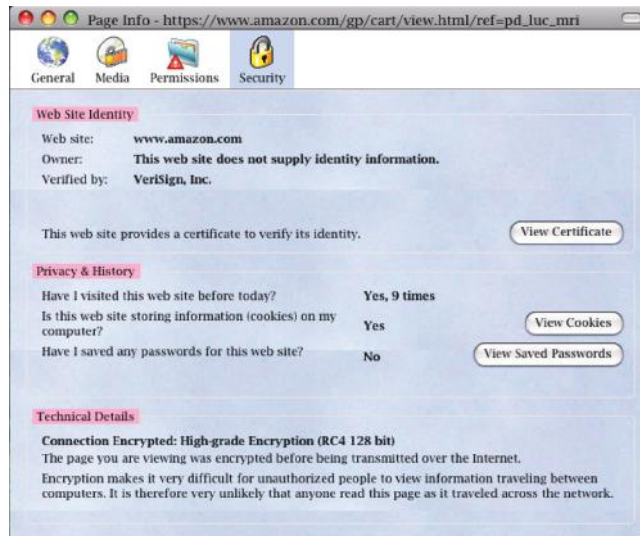 Page Info - https://www.amazon.com/gp/cart/view.html/ref=pd_luc_mri
General Media Permissions Security
Web Site Identity
Web site: www.amazon.com
Owner: This web site does not supply identity information.
Verified by: VeriSign, Inc.
This web site provides a certificate to verify its identity.
View Certificate
Privacy & History
Have I visited this web site before today? Yes, 9 times
Is this web site storing information (cookies) on my
computer?
Yes
View Cookies
Have I saved any passwords for this web site?
No
View Saved Passwords
Technical Details
Connection Encrypted: High-grade Encryption (RC4 128 bit)
The page you are viewing was encrypted before being transmitted over the Internet.
Encryption makes it very difficult for unauthorized people to view information traveling between
computers. It is therefore very unlikely that anyone read this page as it traveled across the network.